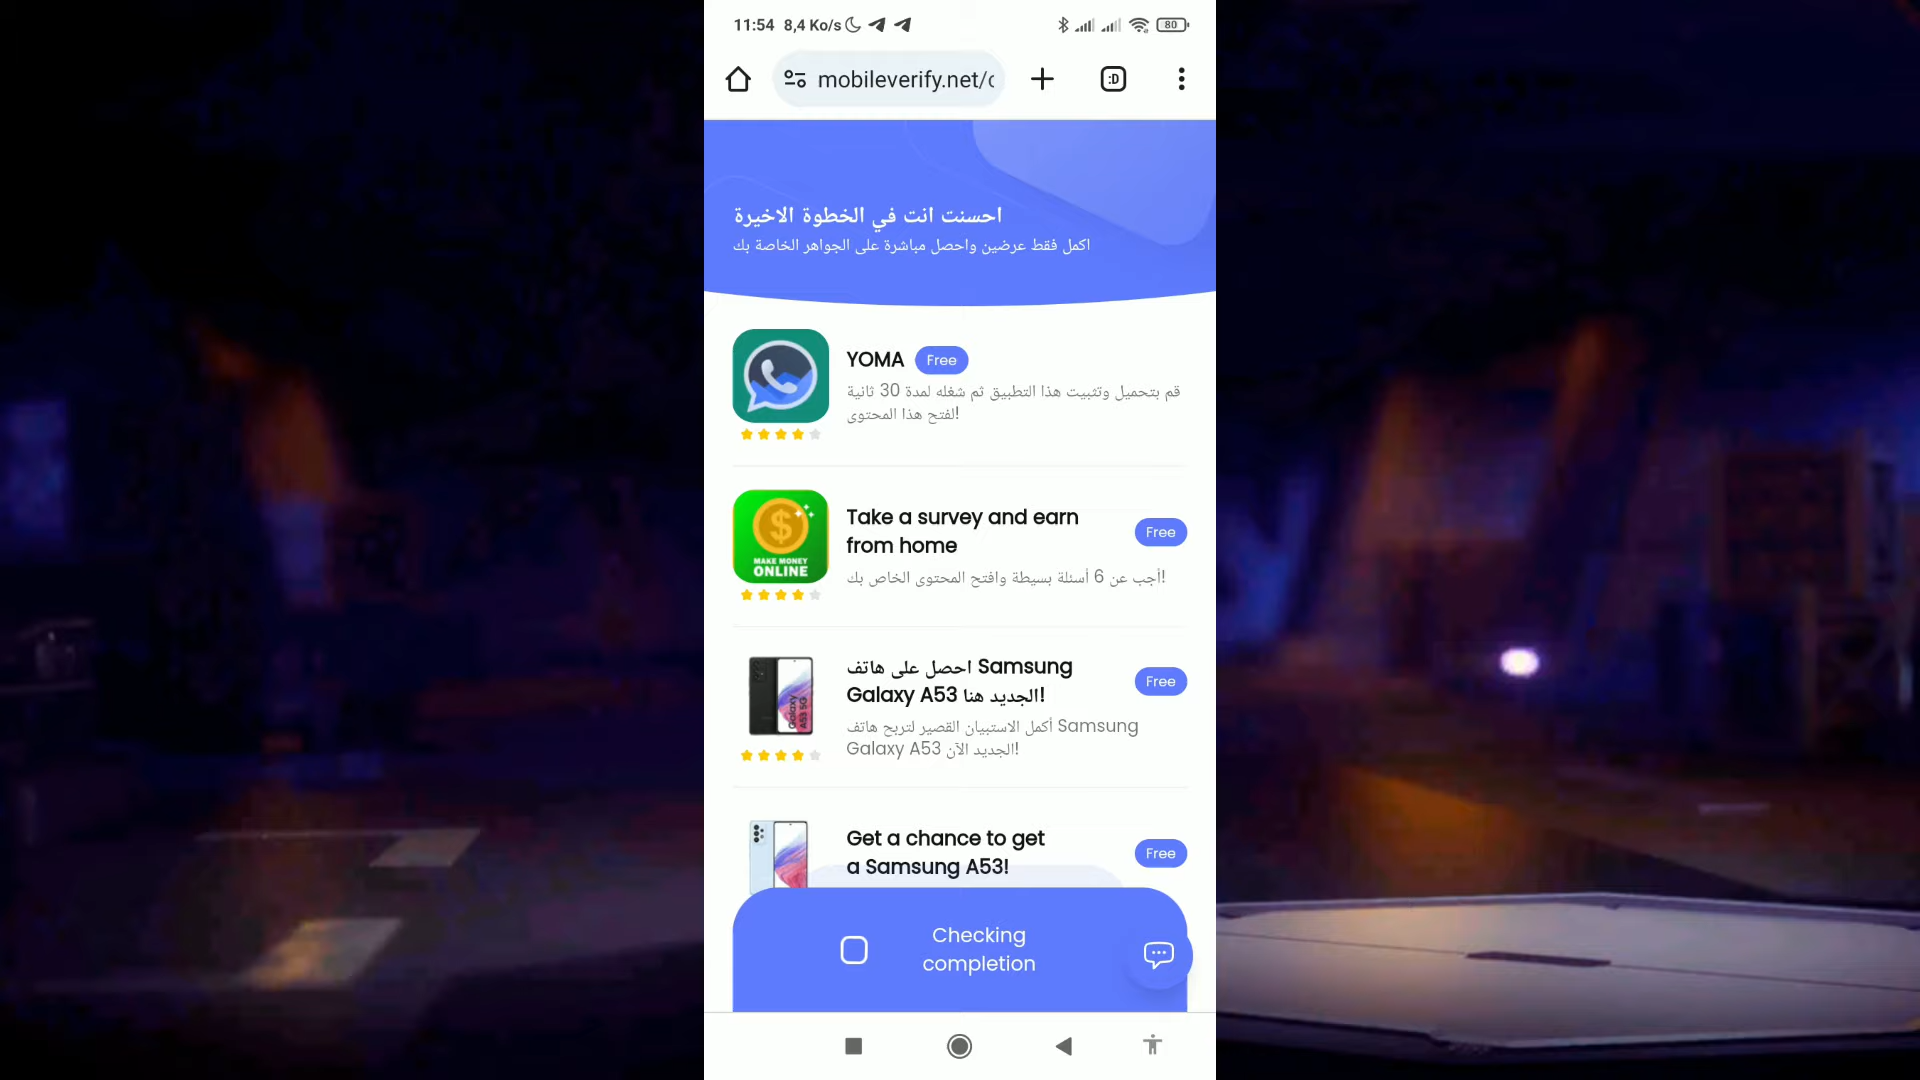 11:54 8,4 Ko/s
80
mobileverify.net/c
:D
احسنت انت في الخطوة الاخيرة
اكمل فقط عرضين واحصل مباشرة على الجواهر الخاصة بك
YOMA Free
قم بتحميل وتثبيت هذا التطبيق ثم شغله لمدة 30 ثانية
لفتح هذا المحتوى!
Take a survey and earn
from home
Free
MAKE MONEY
ONLINE
أجب عن 6 أسئلة بسيطة وافتح المحتوى الخاص بك!
احصل على هاتف Samsung
Galaxy A53 الجديد هنا!
Free
Galaxy
A53 5G
أكمل الاستبيان القصير لتربح هاتف Samsung
Galaxy A53 الجديد الآن!
Get a chance to get
a Samsung A53!
Free
Checking
completion